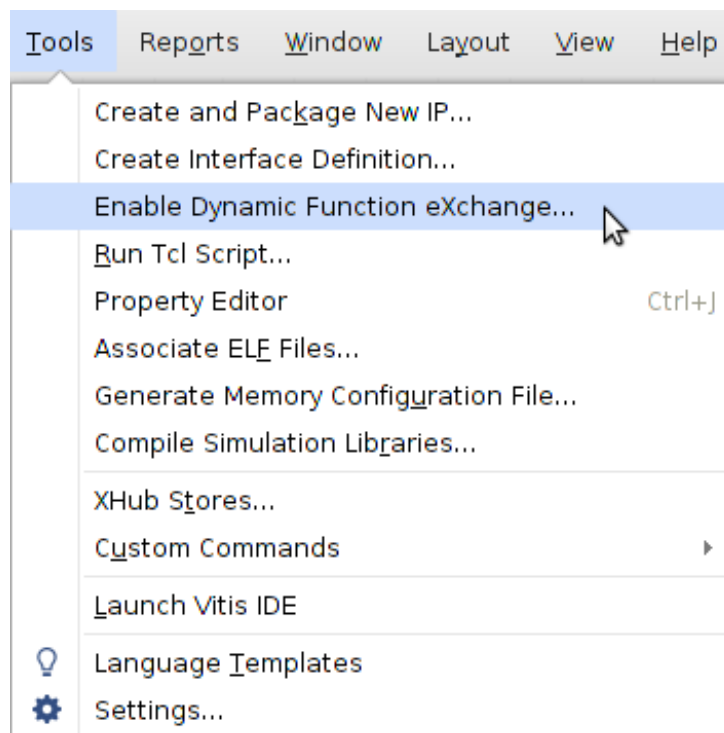 Tools Reports Window Layout View Help
Create and Package New IP...
Create Interface Definition...
Enable Dynamic Function eXchange...
Run Tcl Script...
Property Editor Ctrl+J
Associate ELF Files...
Generate Memory Configuration File...
Compile Simulation Libraries...
XHub Stores...
Custom Commands
Launch Vitis IDE
Language Templates
Settings...